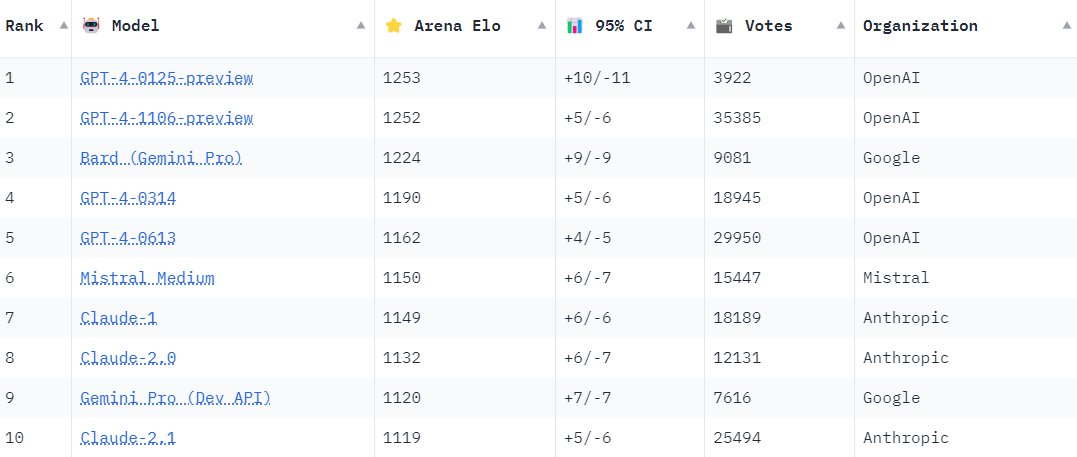 Rank Model Arena Elo 95% CI Votes Organization
1 GPT-4-0125-preview 1253 +10/-11 3922 OpenAI
2 GPT-4-1106-preview 1252 +5/-6 35385 OpenAI
3 Bard (Gemini Pro) 1224 +9/-9 9081 Google
4 GPT-4-0314 1190 +5/-6 18945 OpenAI
5 GPT-4-0613 1162 +4/-5 29950 OpenAI
6 Mistral Medium 1150 +6/-7 15447 Mistral
7 Claude-1 1149 +6/-6 18189 Anthropic
8 Claude-2.0 1132 +6/-7 12131 Anthropic
9 Gemini Pro (Dev API) 1120 +7/-7 7616 Google
10 Claude-2.1 1119 +5/-6 25494 Anthropic